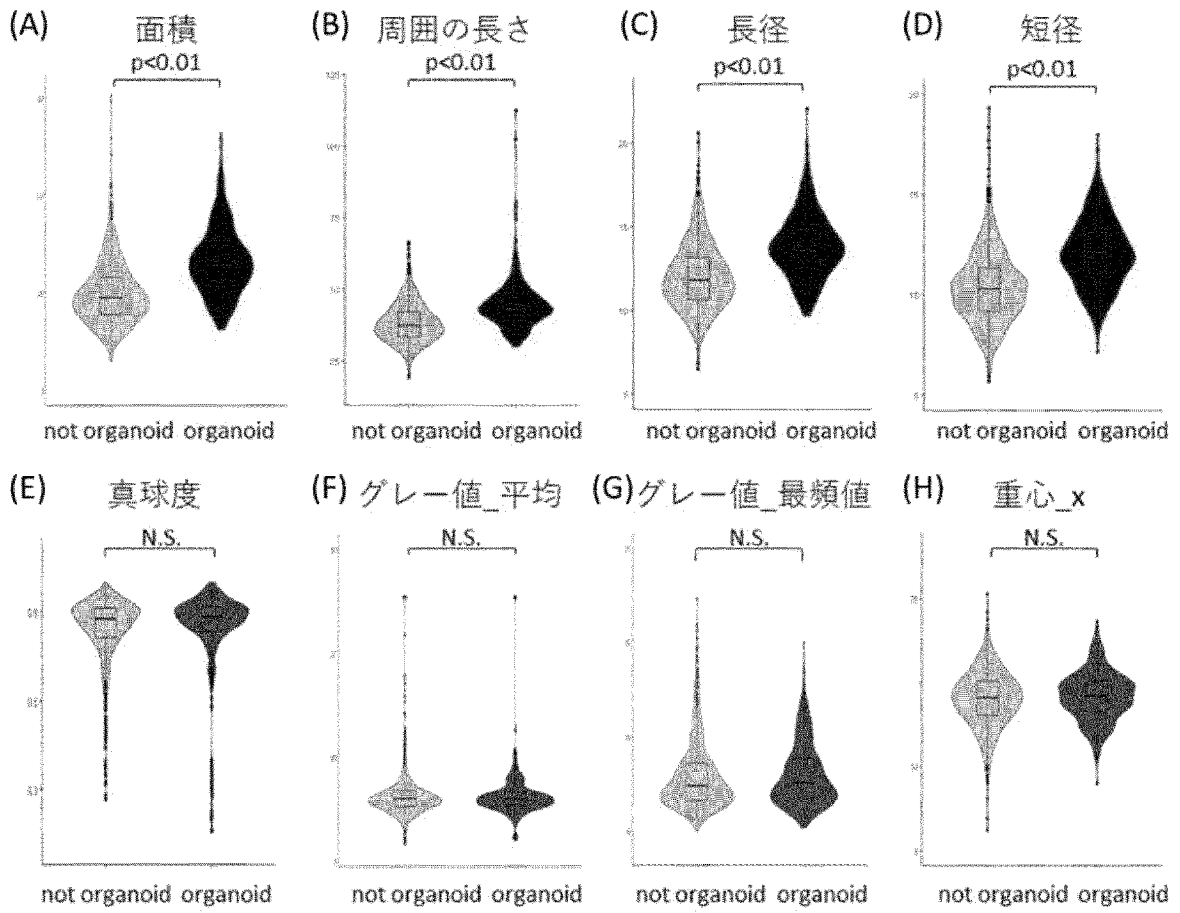 (A) 面積
(B) 周囲の長さ
(C) 長径
(D) 短径
p<0.01
p<0.01
p<0.01
p<0.01
not organoid organoid
not organoid organoid
not organoid organoid
not organoid organoid
(E) 真球度
(F) グレー値_平均
(G) グレー値_最頻値
(H) 重心_x
N.S.
N.S.
N.S.
N.S.
not organoid organoid
not organoid organoid
not organoid organoid
not organoid organoid